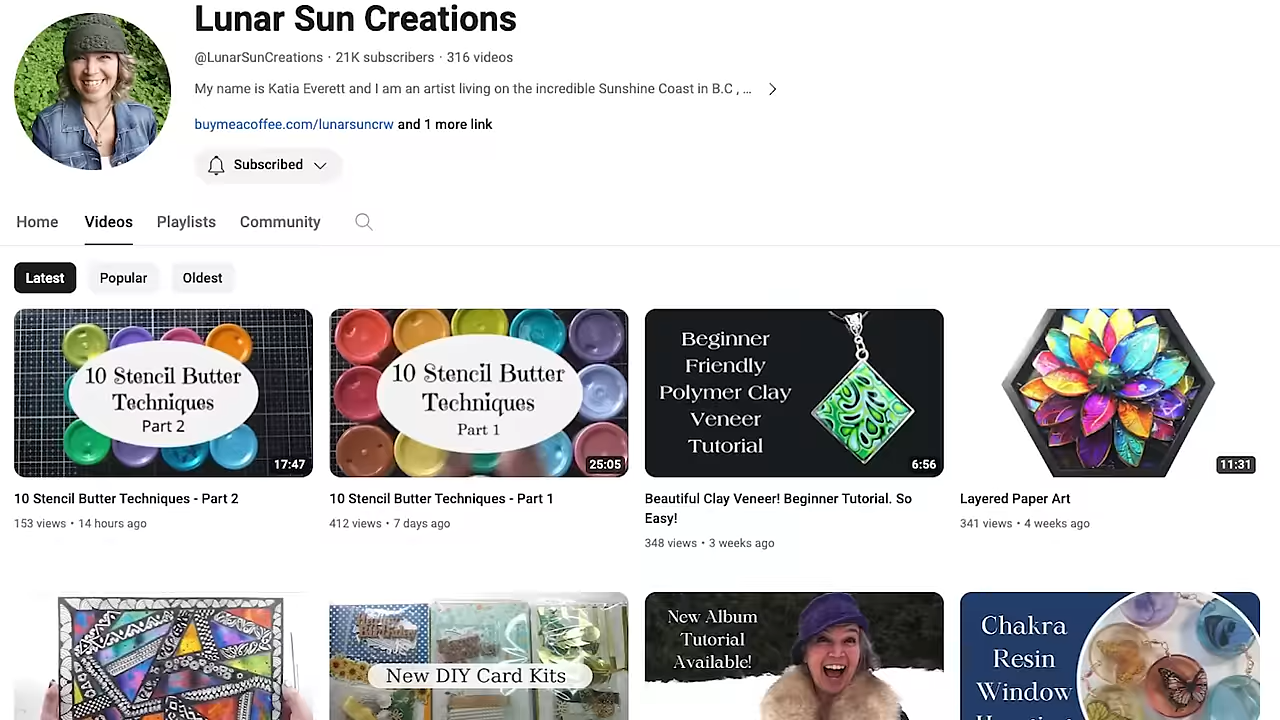 Lunar Sun Creations
@LunarSunCreations · 21K subscribers · 316 videos
My name is Katia Everett and I am an artist living on the incredible Sunshine Coast in B.C , ...
buymeacoffee.com/lunarsuncrw and 1 more link
Subscribed
Home Videos Playlists Community
Latest Popular Oldest
10 Stencil Butter
Techniques
Part 2
17:47
10 Stencil Butter
Techniques
Part 1
25:05
Beginner
Friendly
Polymer Clay
Veneer
Tutorial
6:56
11:31
10 Stencil Butter Techniques - Part 2
153 views • 14 hours ago
10 Stencil Butter Techniques - Part 1
412 views • 7 days ago
Beautiful Clay Veneer! Beginner Tutorial. So
Easy!
348 views • 3 weeks ago
Layered Paper Art
341 views • 4 weeks ago
Happy
Birthday
New DIY Card Kits
New Album
Tutorial
Available!
Chakra
Resin
Window